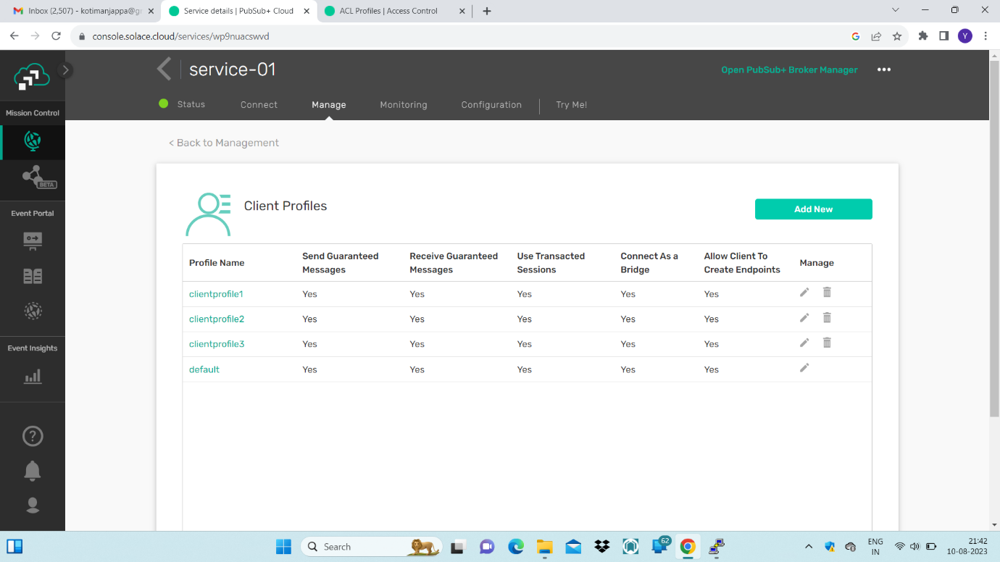 Inbox (2,507) - kotimanjappa@g
Service details | PubSub+ Cloud
ACL Profiles | Access Control
console.solace.cloud/services/wp9nuacswvd
Y
service-01
Open PubSub+ Broker Manager
Status Connect Manage Monitoring Configuration Try Me!
Mission Control
BETA
Event Portal
Event Insights
< Back to Management
Client Profiles
Add New
Profile Name Send Guaranteed Messages Receive Guaranteed Messages Use Transacted Sessions Connect As a Bridge Allow Client To Create Endpoints Manage
clientprofile1 Yes Yes Yes Yes Yes
clientprofile2 Yes Yes Yes Yes Yes
clientprofile3 Yes Yes Yes Yes Yes
default Yes Yes Yes Yes Yes
Search
62
ENG
IN
21:42
10-08-2023